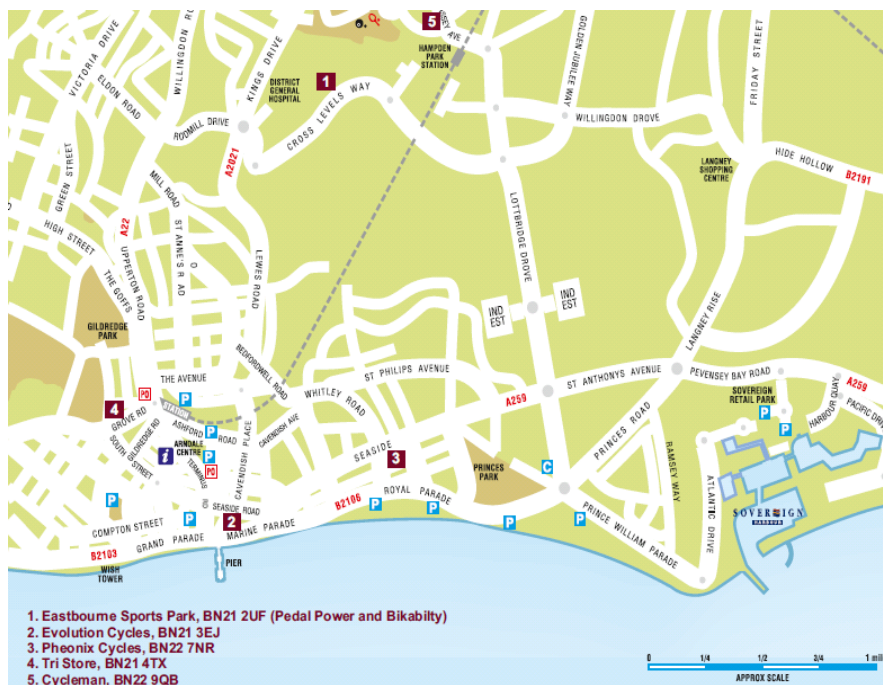 5
RSEY
AVE
HAMPDEN
PARK
STATION
VICTORIA DRIVE
ELDON ROAD
WILLINGDON RO
KINGS DRIVE
DISTRICT
GENERAL
HOSPITAL
1
CROSS LEVELS WAY
GOLDEN JUBILEE WAY
FRIDAY STREET
RODMILL DRIVE
WILLINGDON DROVE
A2021
LANGNEY
SHOPPING
CENTRE
HIDE HOLLOW
B2191
GREEN STREET
MILL ROAD
HIGH STREET
A22
ST ANNE'S R AD
O
LOTTBRIDGE DROVE
THE GOFFS
UPPERTON ROAD
LEWES ROAD
IND
EST
IND
EST
GILDREDGE
PARK
LANGNEY RISE
BEDFORDWELL ROAD
ST PHILIPS AVENUE
THE AVENUE
ST ANTHONYS AVENUE
PEVENSEY BAY ROAD
A259
PO
P
WHITLEY ROAD
A259
SOVEREIGN
RETAIL PARK
HARBOUR QUAY
PACIFIC DRIV
4
STATION
GROVE RD
ASHFORD ROAD
P
CAVENDISH AVE
PRINCES ROAD
P
P
SOUTH STREET
GILDREDGE RD
ARNDALE
CENTRE
i
P
TERMINUS
RD
PO
CAVENDISH PLACE
SEASIDE
3
PRINCES
PARK
C
RAMSEY WAY
ATLANTIC DRIVE
P
P
SEASIDE ROAD
2
B2106
P
ROYAL PARADE
P
P
P
PRINCE WILLIAM PARADE
SOVEREIGN
HARBOUR
COMPTON STREET
MARINE PARADE
B2103
GRAND PARADE
WISH
TOWER
PIER
1. Eastbourne Sports Park, BN21 2UF (Pedal Power and Bikabilty)
2. Evolution Cycles, BN21 3EJ
3. Pheonix Cycles, BN22 7NR
4. Tri Store, BN21 4TX
5. Cycleman, BN22 9QB
0 1/4 1/2 2/4 1 mil
APPROX SCALE